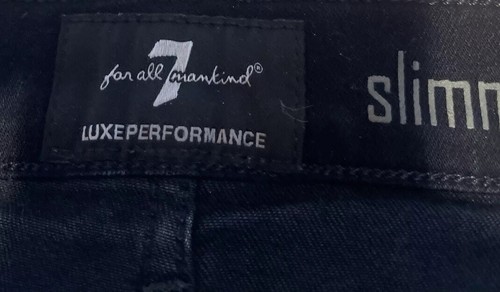 7
for all mankind®
LUXEPERFORMANCE
slimm